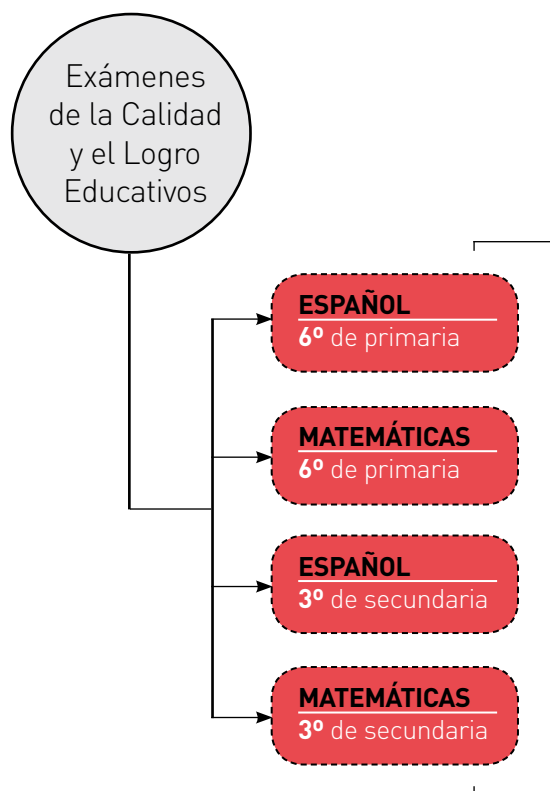 Exámenes
de la Calidad
y el Logro
Educativos
ESPAÑOL
6º de primaria
MATEMÁTICAS
6º de primaria
ESPAÑOL
3º de secundaria
MATEMÁTICAS
3º de secundaria